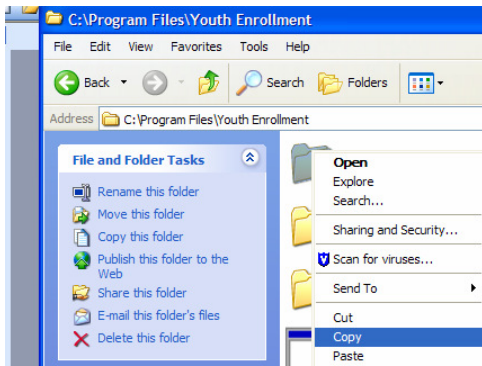 C:\Program Files\Youth Enrollment
File Edit View Favorites Tools Help
Back Search Folders
Address C:\Program Files\Youth Enrollment
File and Folder Tasks
Rename this folder
Move this folder
Copy this folder
Publish this folder to the
Web
Share this folder
E-mail this folder's files
Delete this folder
Open
Explore
Search...
Sharing and Security...
Scan for viruses...
Send To
Cut
Copy
Paste